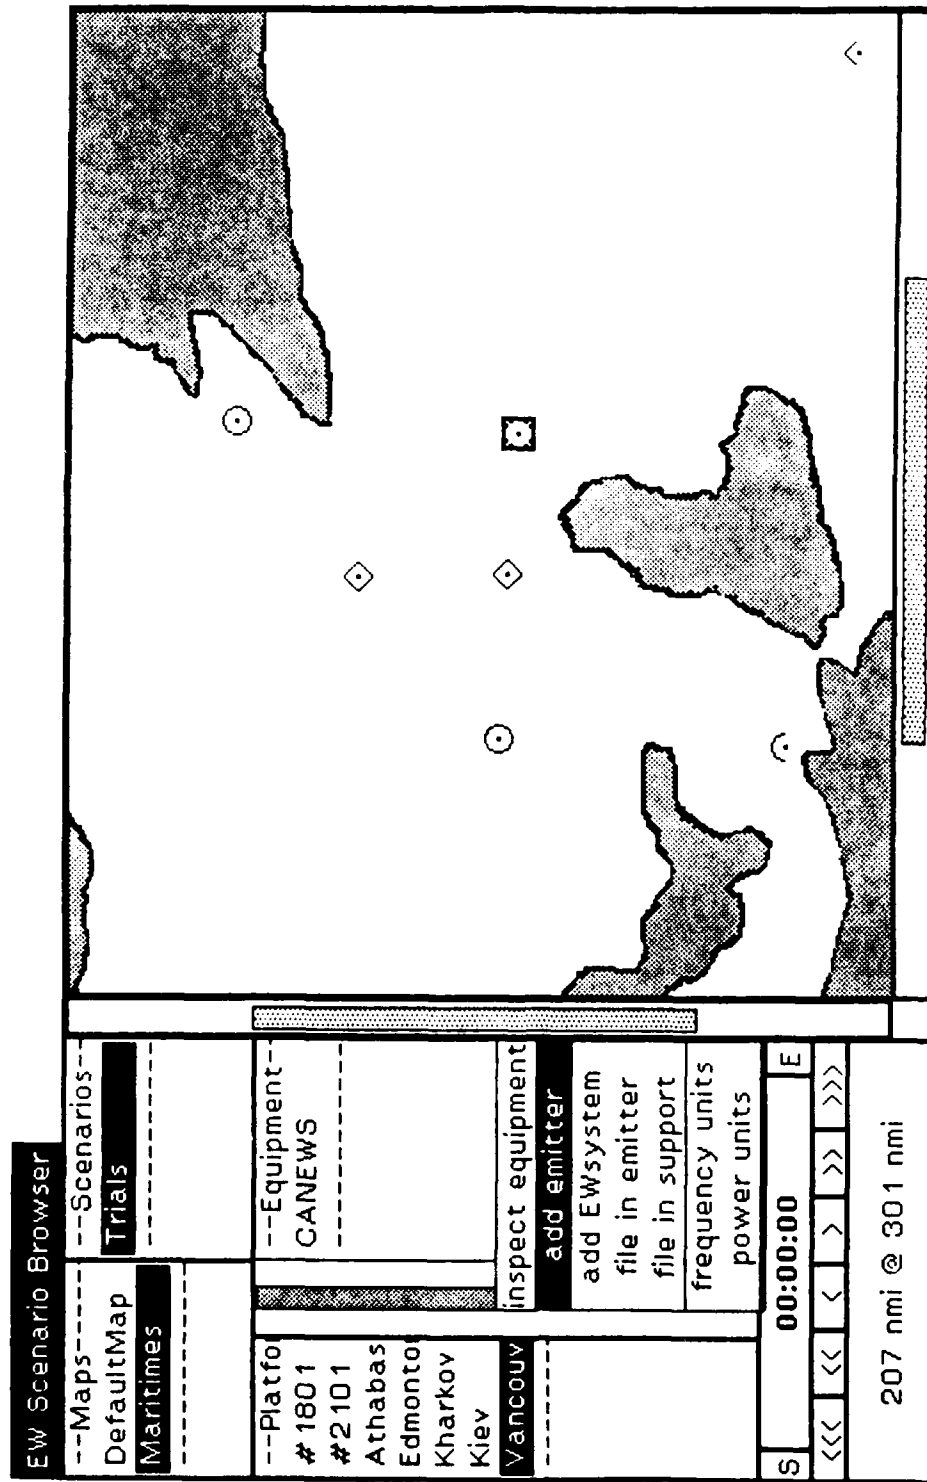 EW Scenario Browser
--Maps------
DefaultMap
Maritimes
------------
--Scenarios-
Trials
------------
--Platfo
#1801
#2101
Athabas
Edmonto
Kharkov
Kiev
Vancouv
------------
--Equipment-
CANEWS
------------
inspect equipment
add emitter
add EWsystem
file in emitter
file in support
frequency units
power units
S 00:00:00 E
<<< << < > >> >>>
207 nmi @ 301 nmi